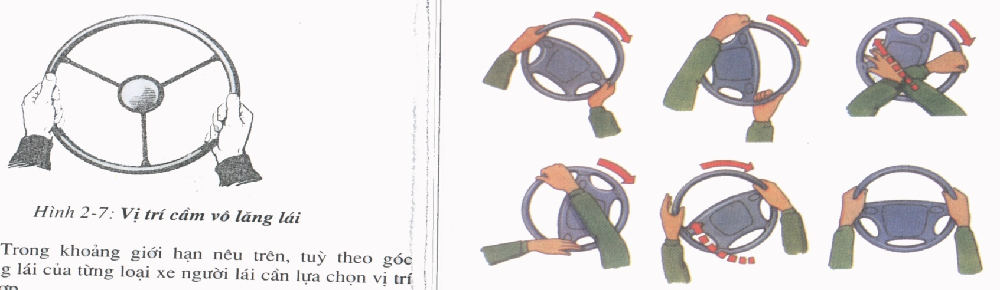 Hình 2-7: Vị trí cầm vô lăng lái
Trong khoảng giới hạn nêu trên, tuỳ theo góc
g lái của từng loại xe người lái cần lựa chọn vị trí